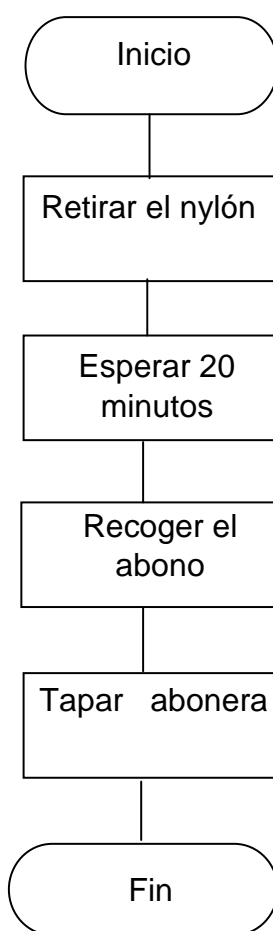 Inicio
Retirar el nylón
Esperar 20
minutos
Recoger el
abono
Tapar abonera
Fin